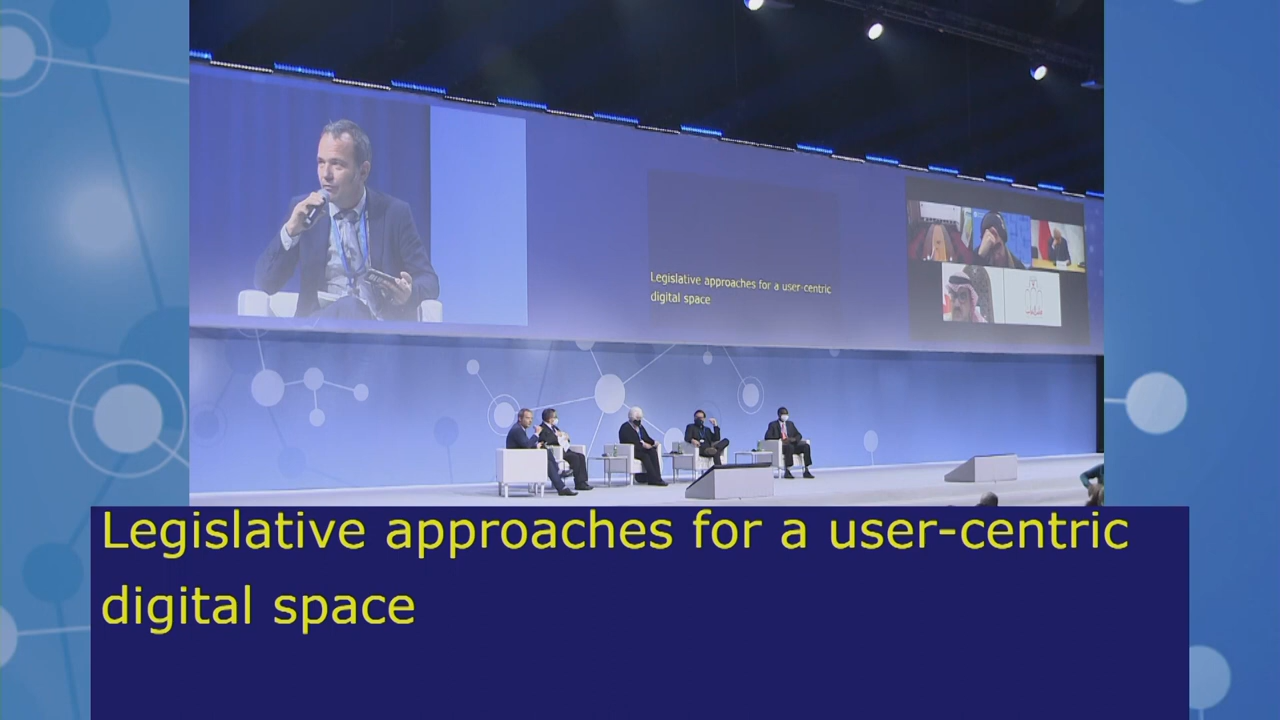 Legislative approaches for a user-centric
digital space
Legislative approaches for a user-centric
digital space